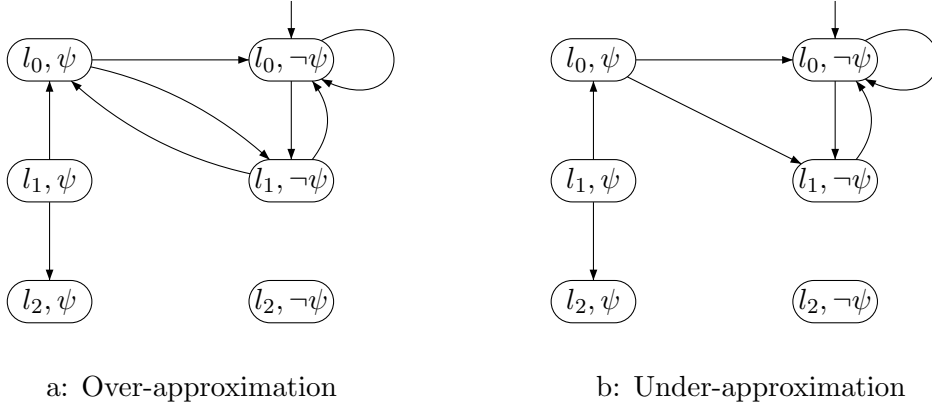 l₀, ψ l₀, ¬ψ l₀, ψ l₀, ¬ψ
l₁, ψ l₁, ¬ψ l₁, ψ l₁, ¬ψ
l₂, ψ l₂, ¬ψ l₂, ψ l₂, ¬ψ
a: Over-approximation b: Under-approximation